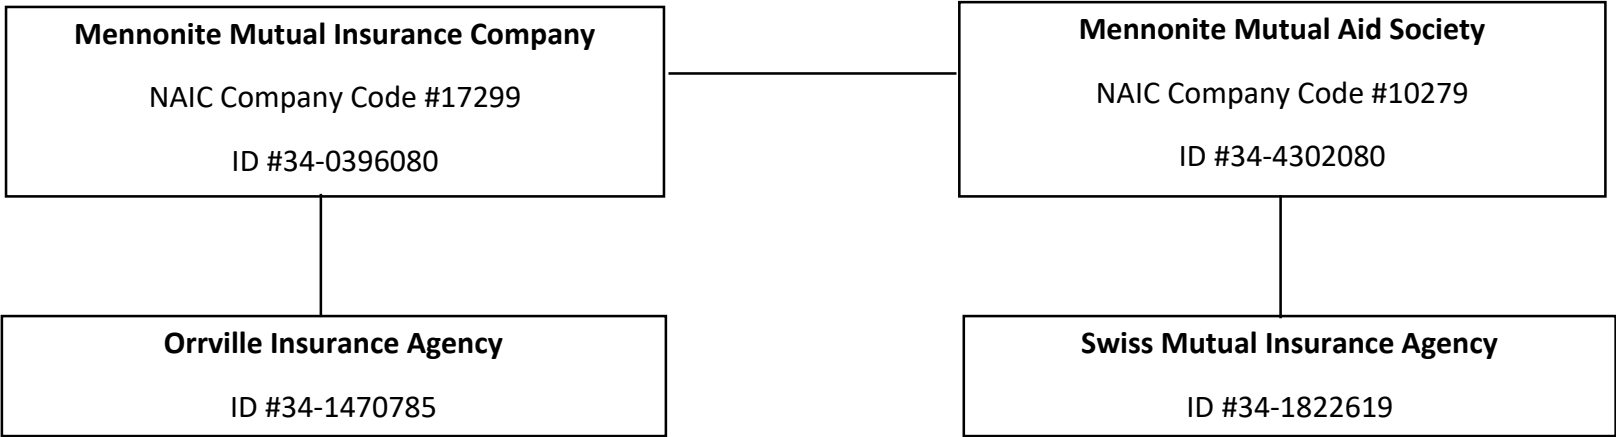 Mennonite Mutual Insurance Company
NAIC Company Code #17299
ID #34-0396080
Mennonite Mutual Aid Society
NAIC Company Code #10279
ID #34-4302080
Orrville Insurance Agency
ID #34-1470785
Swiss Mutual Insurance Agency
ID #34-1822619